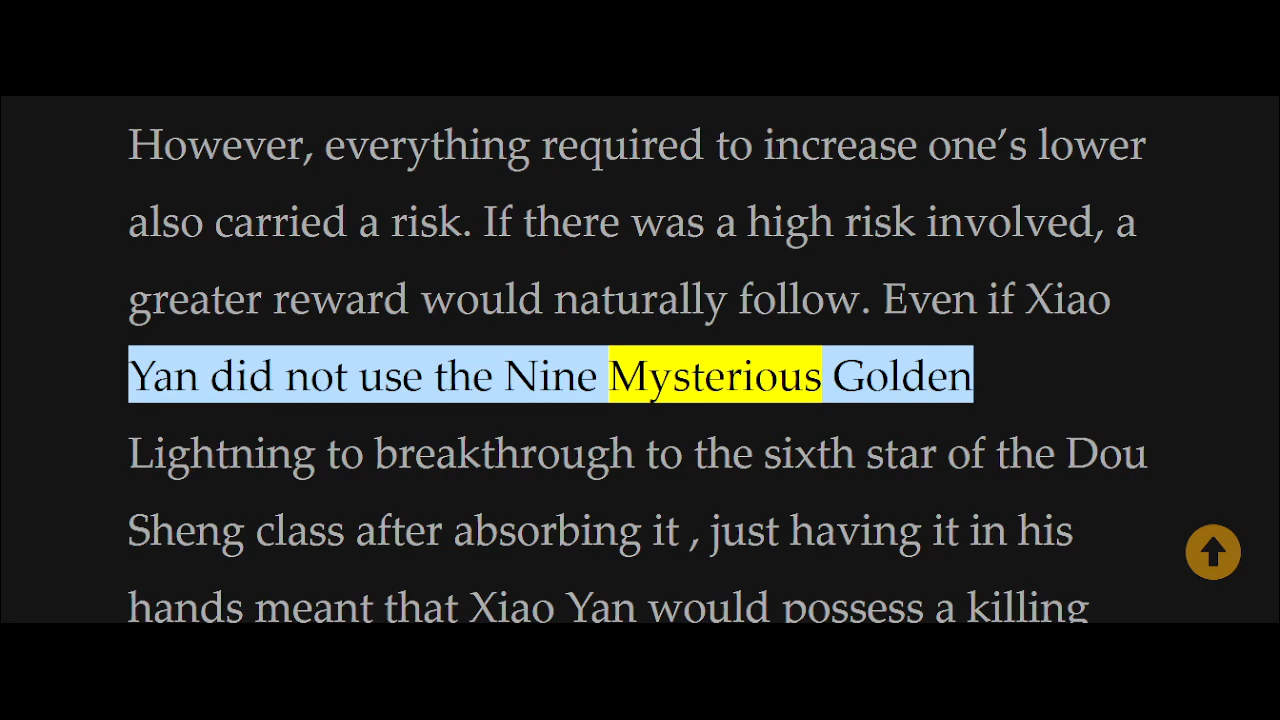 However, everything required to increase one’s lower
also carried a risk. If there was a high risk involved, a
greater reward would naturally follow. Even if Xiao
Yan did not use the Nine Mysterious Golden
Lightning to breakthrough to the sixth star of the Dou
Sheng class after absorbing it , just having it in his
hands meant that Xiao Yan would possess a killing